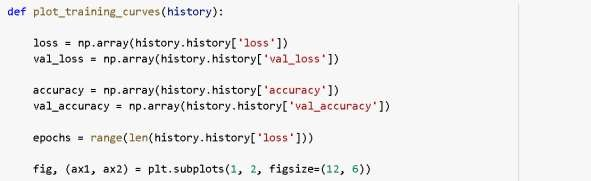 def plot_training_curves(history):
loss = np.array(history.history['loss'])
val_loss = np.array(history.history['val_loss'])
accuracy = np.array(history.history['accuracy'])
val_accuracy = np.array(history.history['val_accuracy'])
epochs = range(len(history.history['loss']))
fig, (ax1, ax2) = plt.subplots(1, 2, figsize=(12, 6))